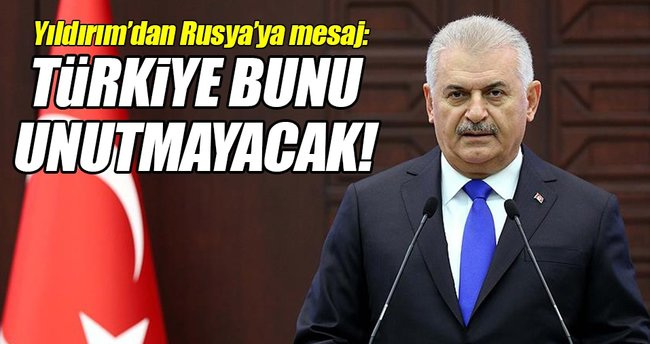 Yıldırım’dan Rusya’ya mesaj:
TÜRKİYE BUNU
UNUTMAYACAK!